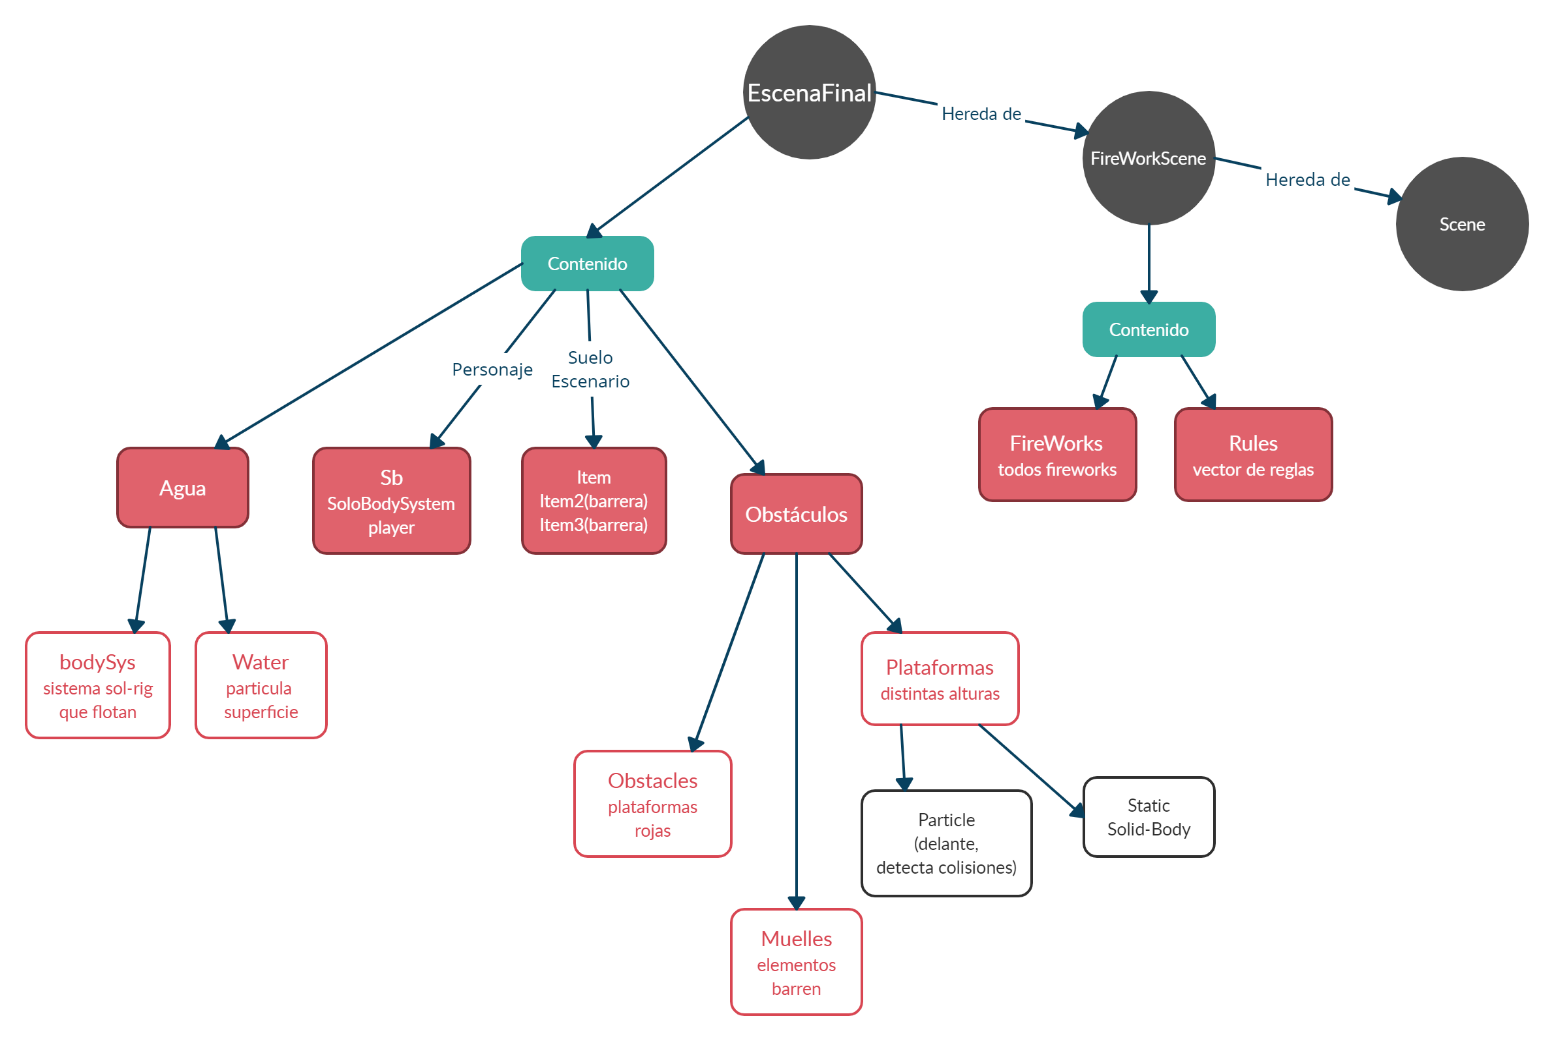 EscenaFinal
Hereda de
FireWorkScene
Hereda de
Scene
Contenido
Contenido
Personaje
Suelo
Escenario
FireWorks
todos fireworks
Rules
vector de reglas
Agua
Sb
SoloBodySystem
player
Item
Item2(barrera)
Item3(barrera)
Obstáculos
bodySys
sistema sol-rig
que flotan
Water
particula
superficie
Plataformas
distintas alturas
Obstacles
plataformas
rojas
Particle
(delante,
detecta colisiones)
Static
Solid-Body
Muelles
elementos
barren